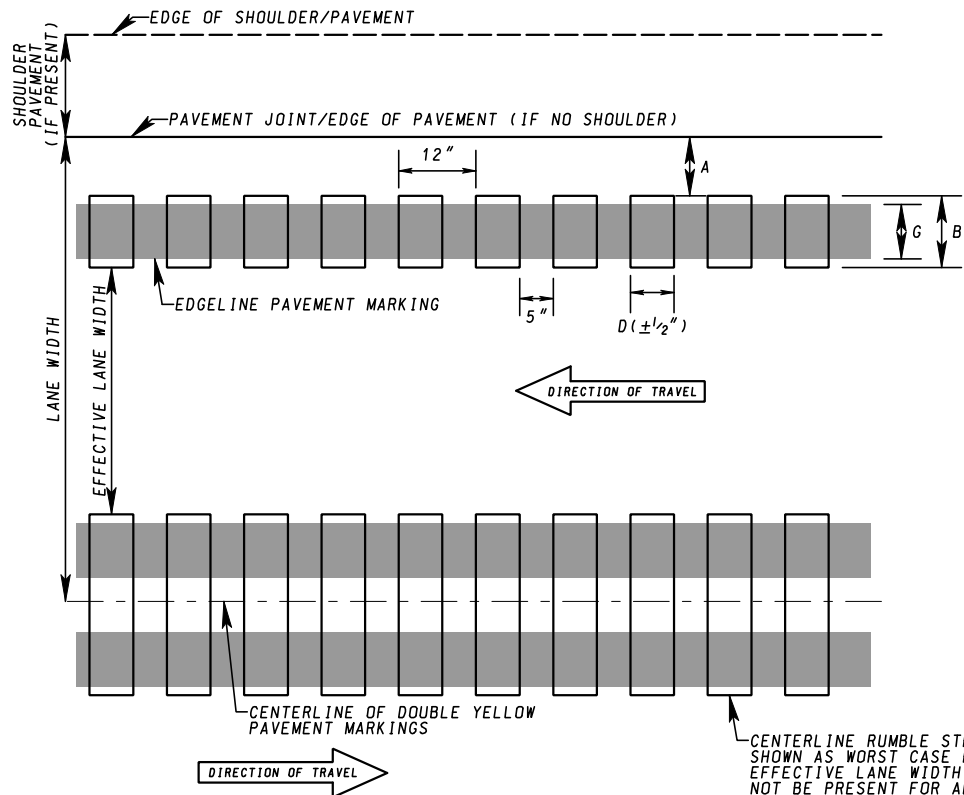 EDGE OF SHOULDER/PAVEMENT
SHOULDER
PAVEMENT
(IF PRESENT)
PAVEMENT JOINT/EDGE OF PAVEMENT (IF NO SHOULDER)
12"
A
G
B
EDGELINE PAVEMENT MARKING
5"
D(±1/2")
LANE WIDTH
EFFECTIVE LANE WIDTH
DIRECTION OF TRAVEL
CENTERLINE OF DOUBLE YELLOW
PAVEMENT MARKINGS
CENTERLINE RUMBLE
SHOWN AS WORST CASE
EFFECTIVE LANE WIDTH
NOT BE PRESENT FOR
DIRECTION OF TRAVEL